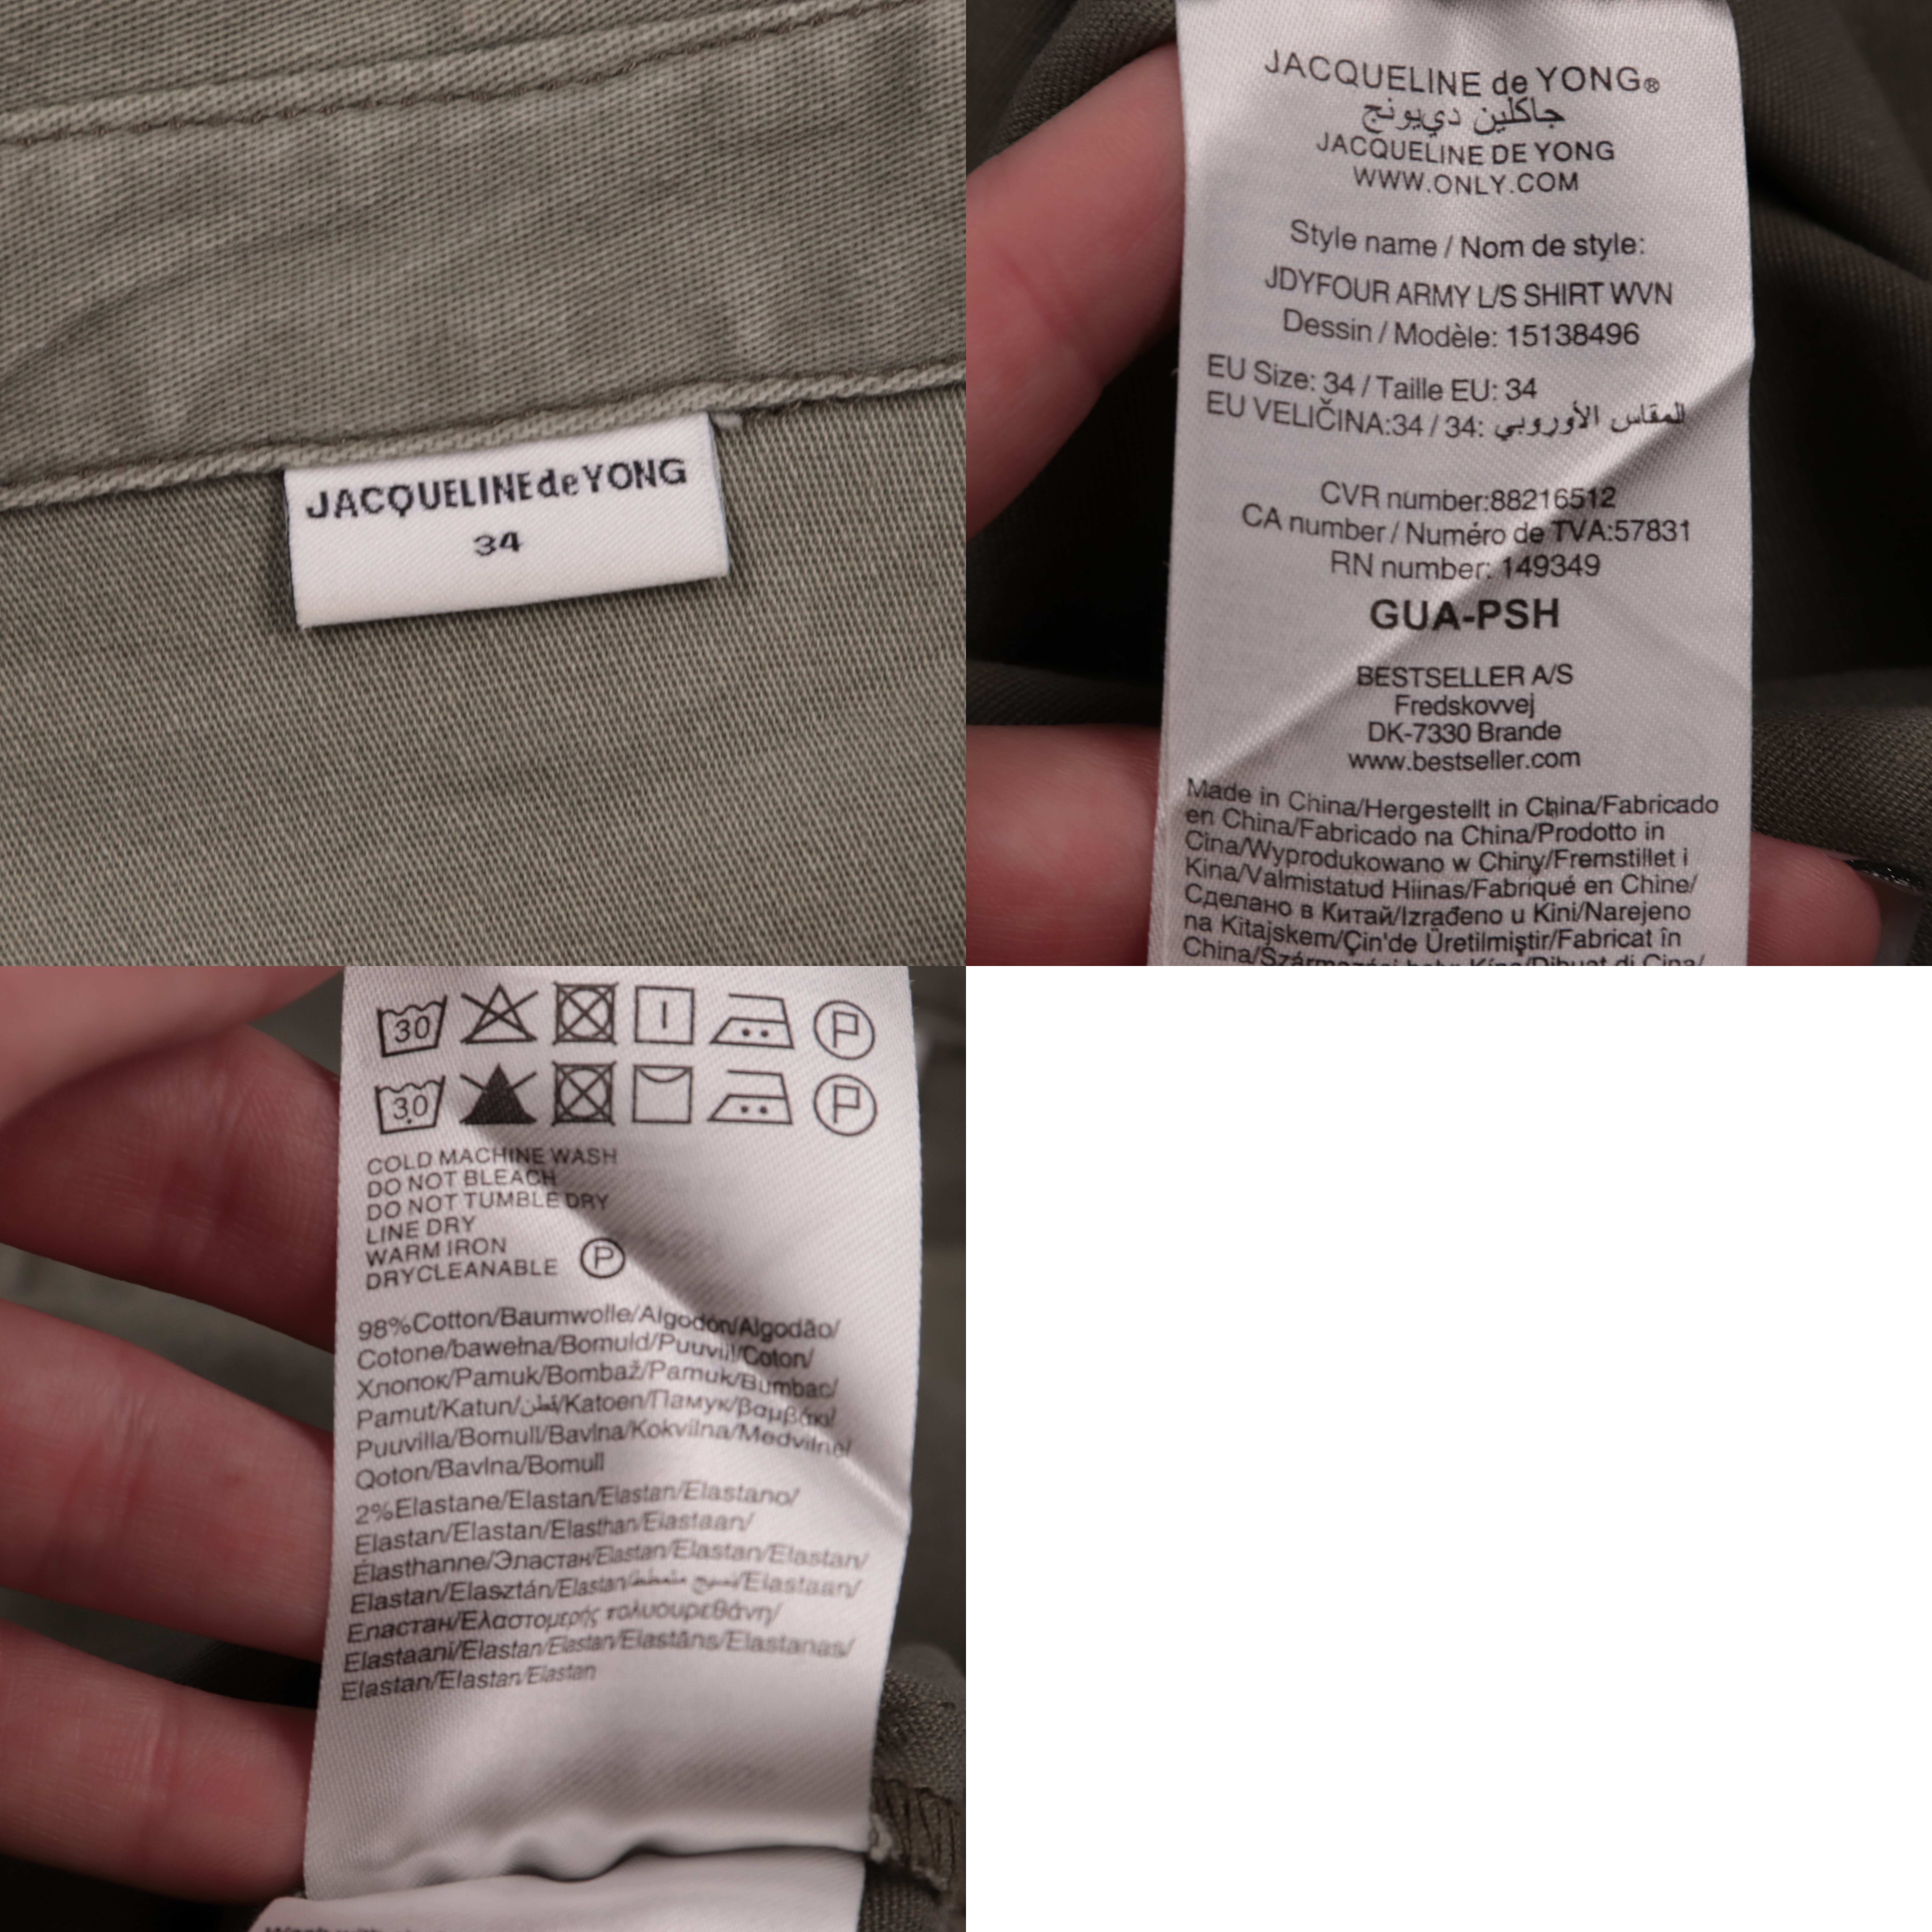 JACQUELINE de YONG
34
JACQUELINE de YONG®
جاكلين دييونج
JACQUELINE DE YONG
WWW.ONLY.COM
Style name / Nom de style:
JDYFOUR ARMY L/S SHIRT WVN
Dessin / Modèle: 15138496
EU Size: 34 / Taille EU: 34
EU VELIČINA:34 / 34: المقاس الأوروبي
CVR number:88216512
CA number / Numéro de TVA:57831
RN number: 149349
GUA-PSH
BESTSELLER A/S
Fredskovvej
DK-7330 Brande
www.bestseller.com
Made in China/Hergestellt in China/Fabricado
en China/Fabricado na China/Prodotto in
Cina/Wyprodukowano w Chiny/Fremstillet i
Kina/Valmistatud Hiinas/Fabriqué en Chine/
Сделано в Китай/Izrađeno u Kini/Narejeno
na Kitajskem/Çin'de Üretilmiştir/Fabricat în
China/Származási
30
P
30
P
COLD MACHINE WASH
DO NOT BLEACH
DO NOT TUMBLE DRY
LINE DRY
WARM IRON
DRYCLEANABLE P
98%Cotton/Baumwolle/Algodón/Algodão/
Cotone/bawełna/Bomuld/Puuvill/Coton/
Хлопок/Pamuk/Bombaž/Pamuk/Bumbac/
Pamut/Katun/قطن/Katoen/Памук/βαμβάκι/
Puuvilla/Bomull/Bavlna/Kokvilna/Medvilnė/
Qoton/Bavlna/Bomull
2%Elastane/Elastan/Elastan/Elastano/
Elastan/Elastan/Elasthan/Elastaan/
Élasthanne/Эластан/Elastan/Elastan/Elastan/
Elastan/Elasztán/Elastan/ /Elastaan/
Еластан/Ελαστομερής πολυουρεθάνη/
Elastaani/Elastan/Elastan/Elastāns/Elastanas/
Elastan/Elastan/Elastan